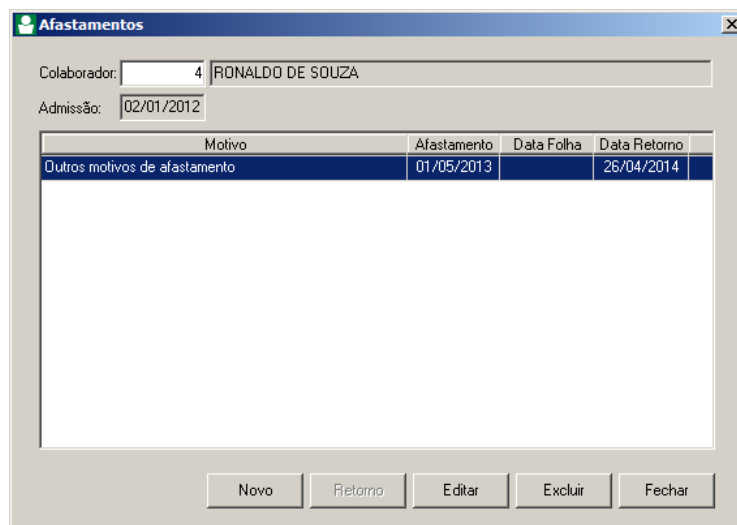 Afastamentos
Colaborador: 4 RONALDO DE SOUZA
Admissão: 02/01/2012
Motivo Afastamento Data Folha Data Retorno
Outros motivos de afastamento 01/05/2013 26/04/2014
Novo Retorno Editar Excluir Fechar